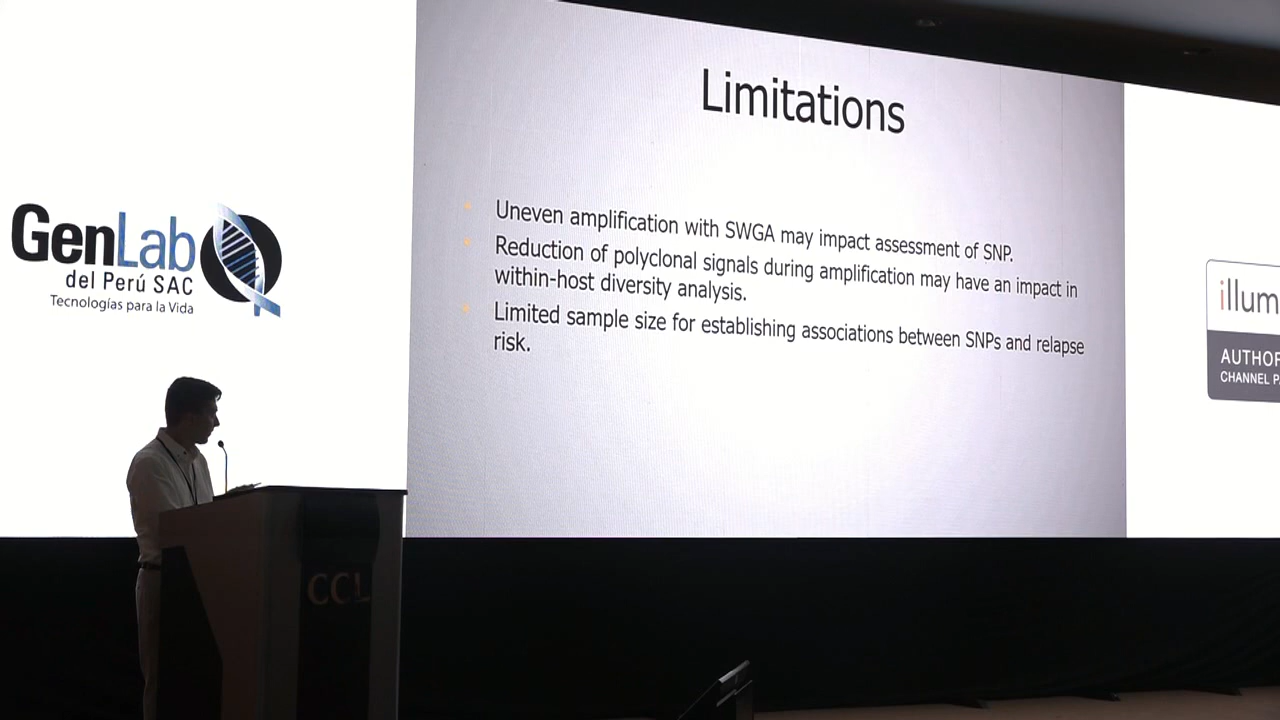 GenLab
del Perú SAC
Tecnologías para la Vida
Limitations
Uneven amplification with SWGA may impact assessment of SNP.
Reduction of polyclonal signals during amplification may have an impact in
within-host diversity analysis.
Limited sample size for establishing associations between SNPs and relapse
risk.
illum
AUTHOR
CHANNEL PA
CCL